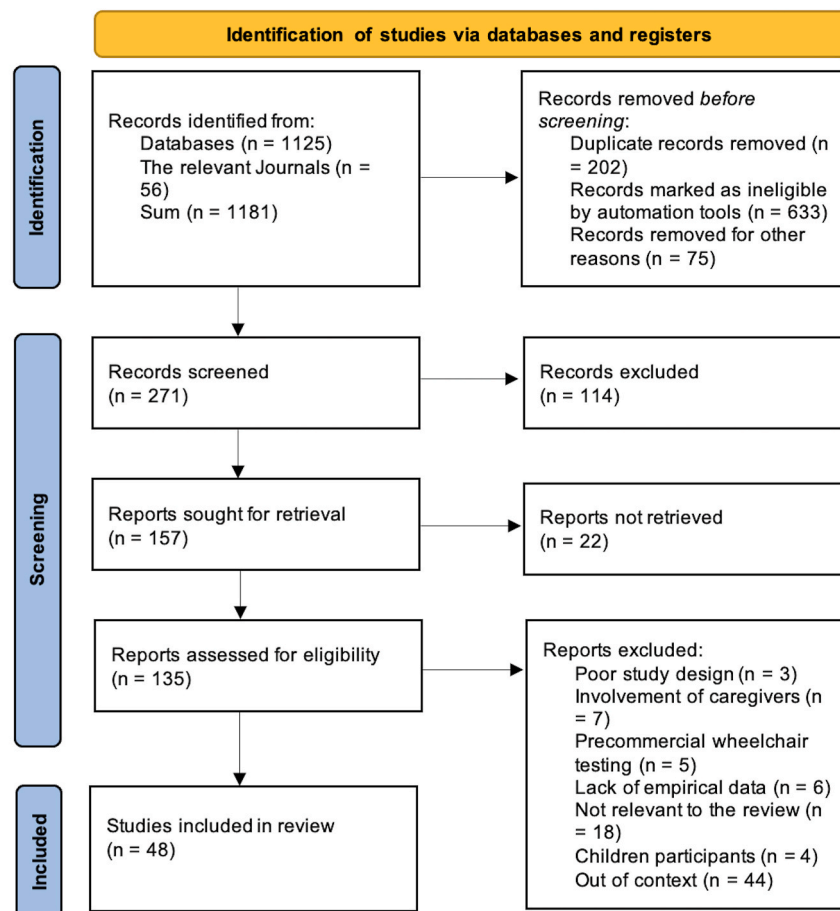 Identification of studies via databases and registers
Identification
Records identified from:
Databases (n = 1125)
The relevant Journals (n =
56)
Sum (n = 1181)
Records removed before
screening:
Duplicate records removed (n
= 202)
Records marked as ineligible
by automation tools (n = 633)
Records removed for other
reasons (n = 75)
Screening
Records screened
(n = 271)
Records excluded
(n = 114)
Reports sought for retrieval
(n = 157)
Reports not retrieved
(n = 22)
Reports assessed for eligibility
(n = 135)
Reports excluded:
Poor study design (n = 3)
Involvement of caregivers (n
= 7)
Precommercial wheelchair
testing (n = 5)
Lack of empirical data (n = 6)
Not relevant to the review (n
= 18)
Children participants (n = 4)
Out of context (n = 44)
Included
Studies included in review
(n = 48)